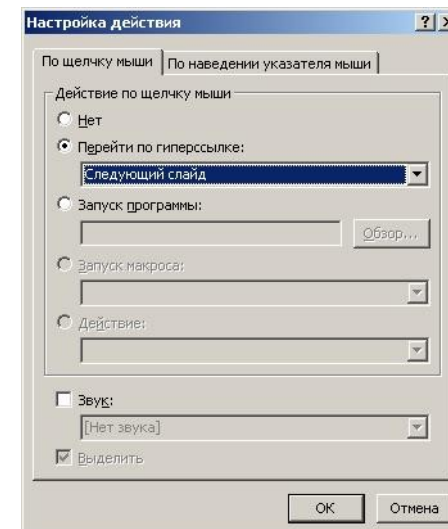 Настройка действия
По щелчку мыши По наведении указателя мыши
Действие по щелчку мыши
Нет
Перейти по гиперссылке:
Следующий слайд
Запуск программы:
Обзор...
Запуск макроса:
Действие:
Звук:
[Нет звука]
Выделить
ОК Отмена